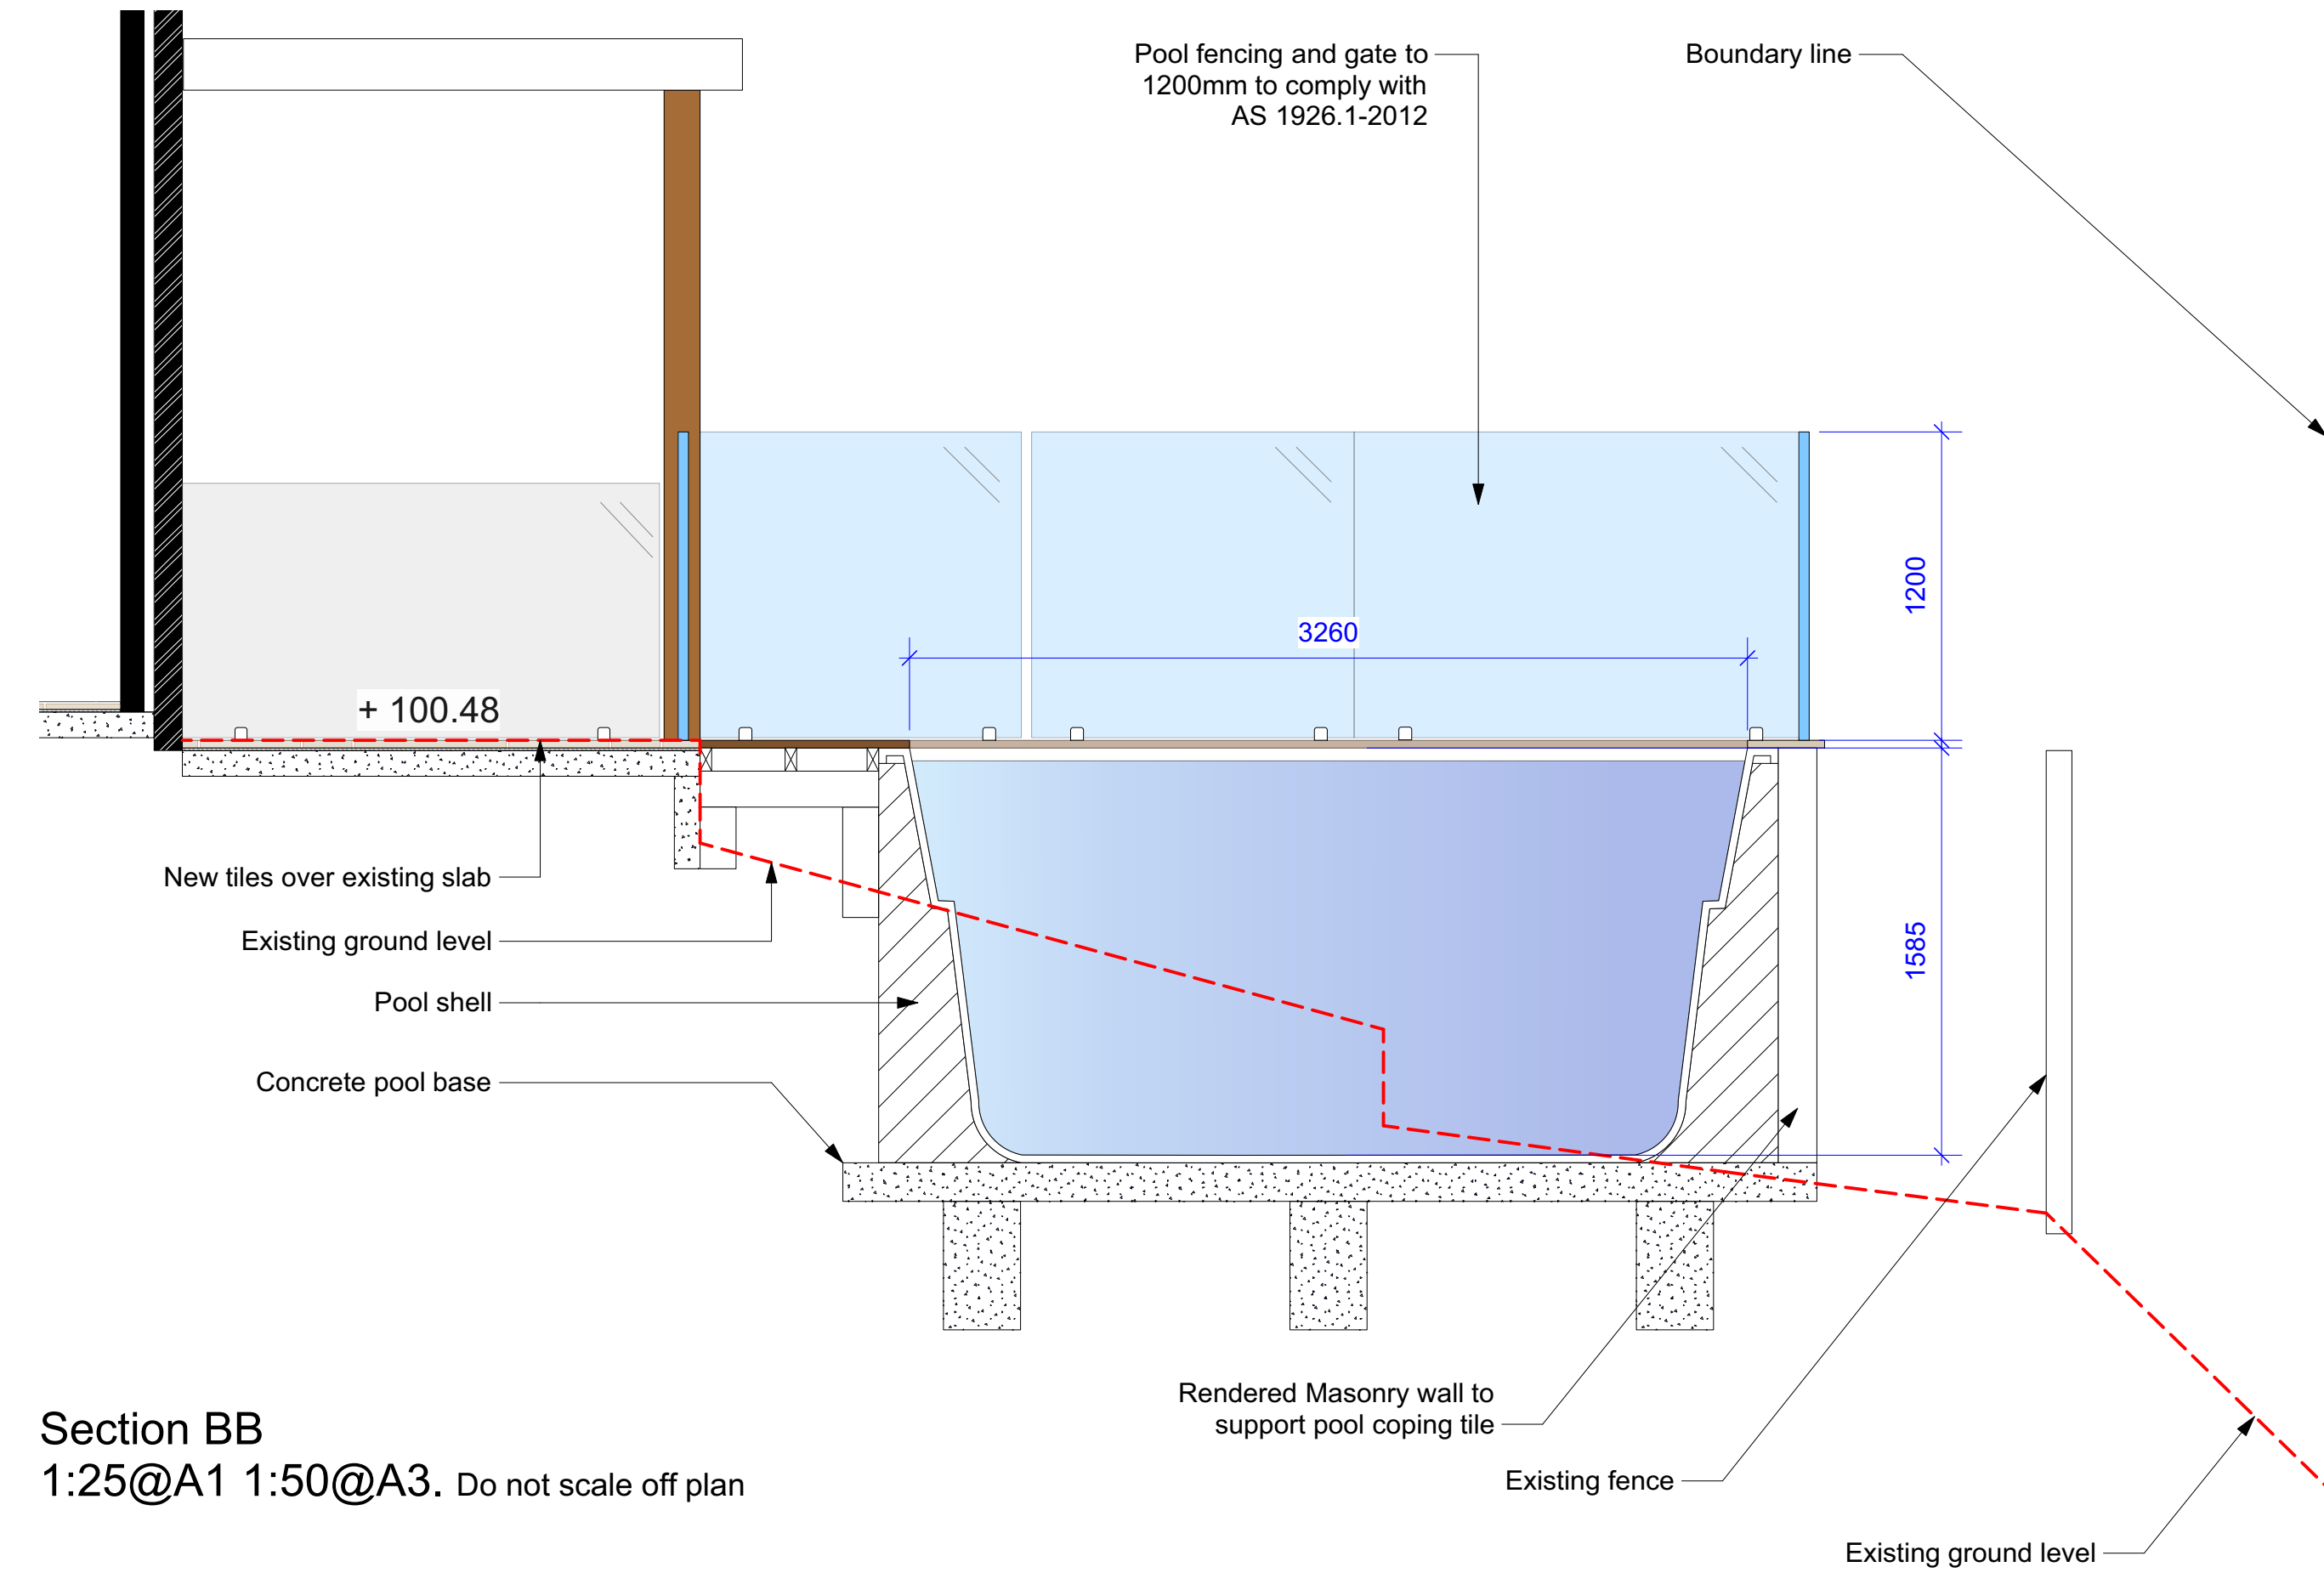 Pool fencing and gate to
1200mm to comply with
AS 1926.1-2012
Boundary line
1200
3260
+ 100.48
New tiles over existing slab
Existing ground level
1585
Pool shell
Concrete pool base
Rendered Masonry wall to
support pool coping tile
Existing fence
Existing ground level
Section BB
1:25@A1 1:50@A3. Do not scale off plan